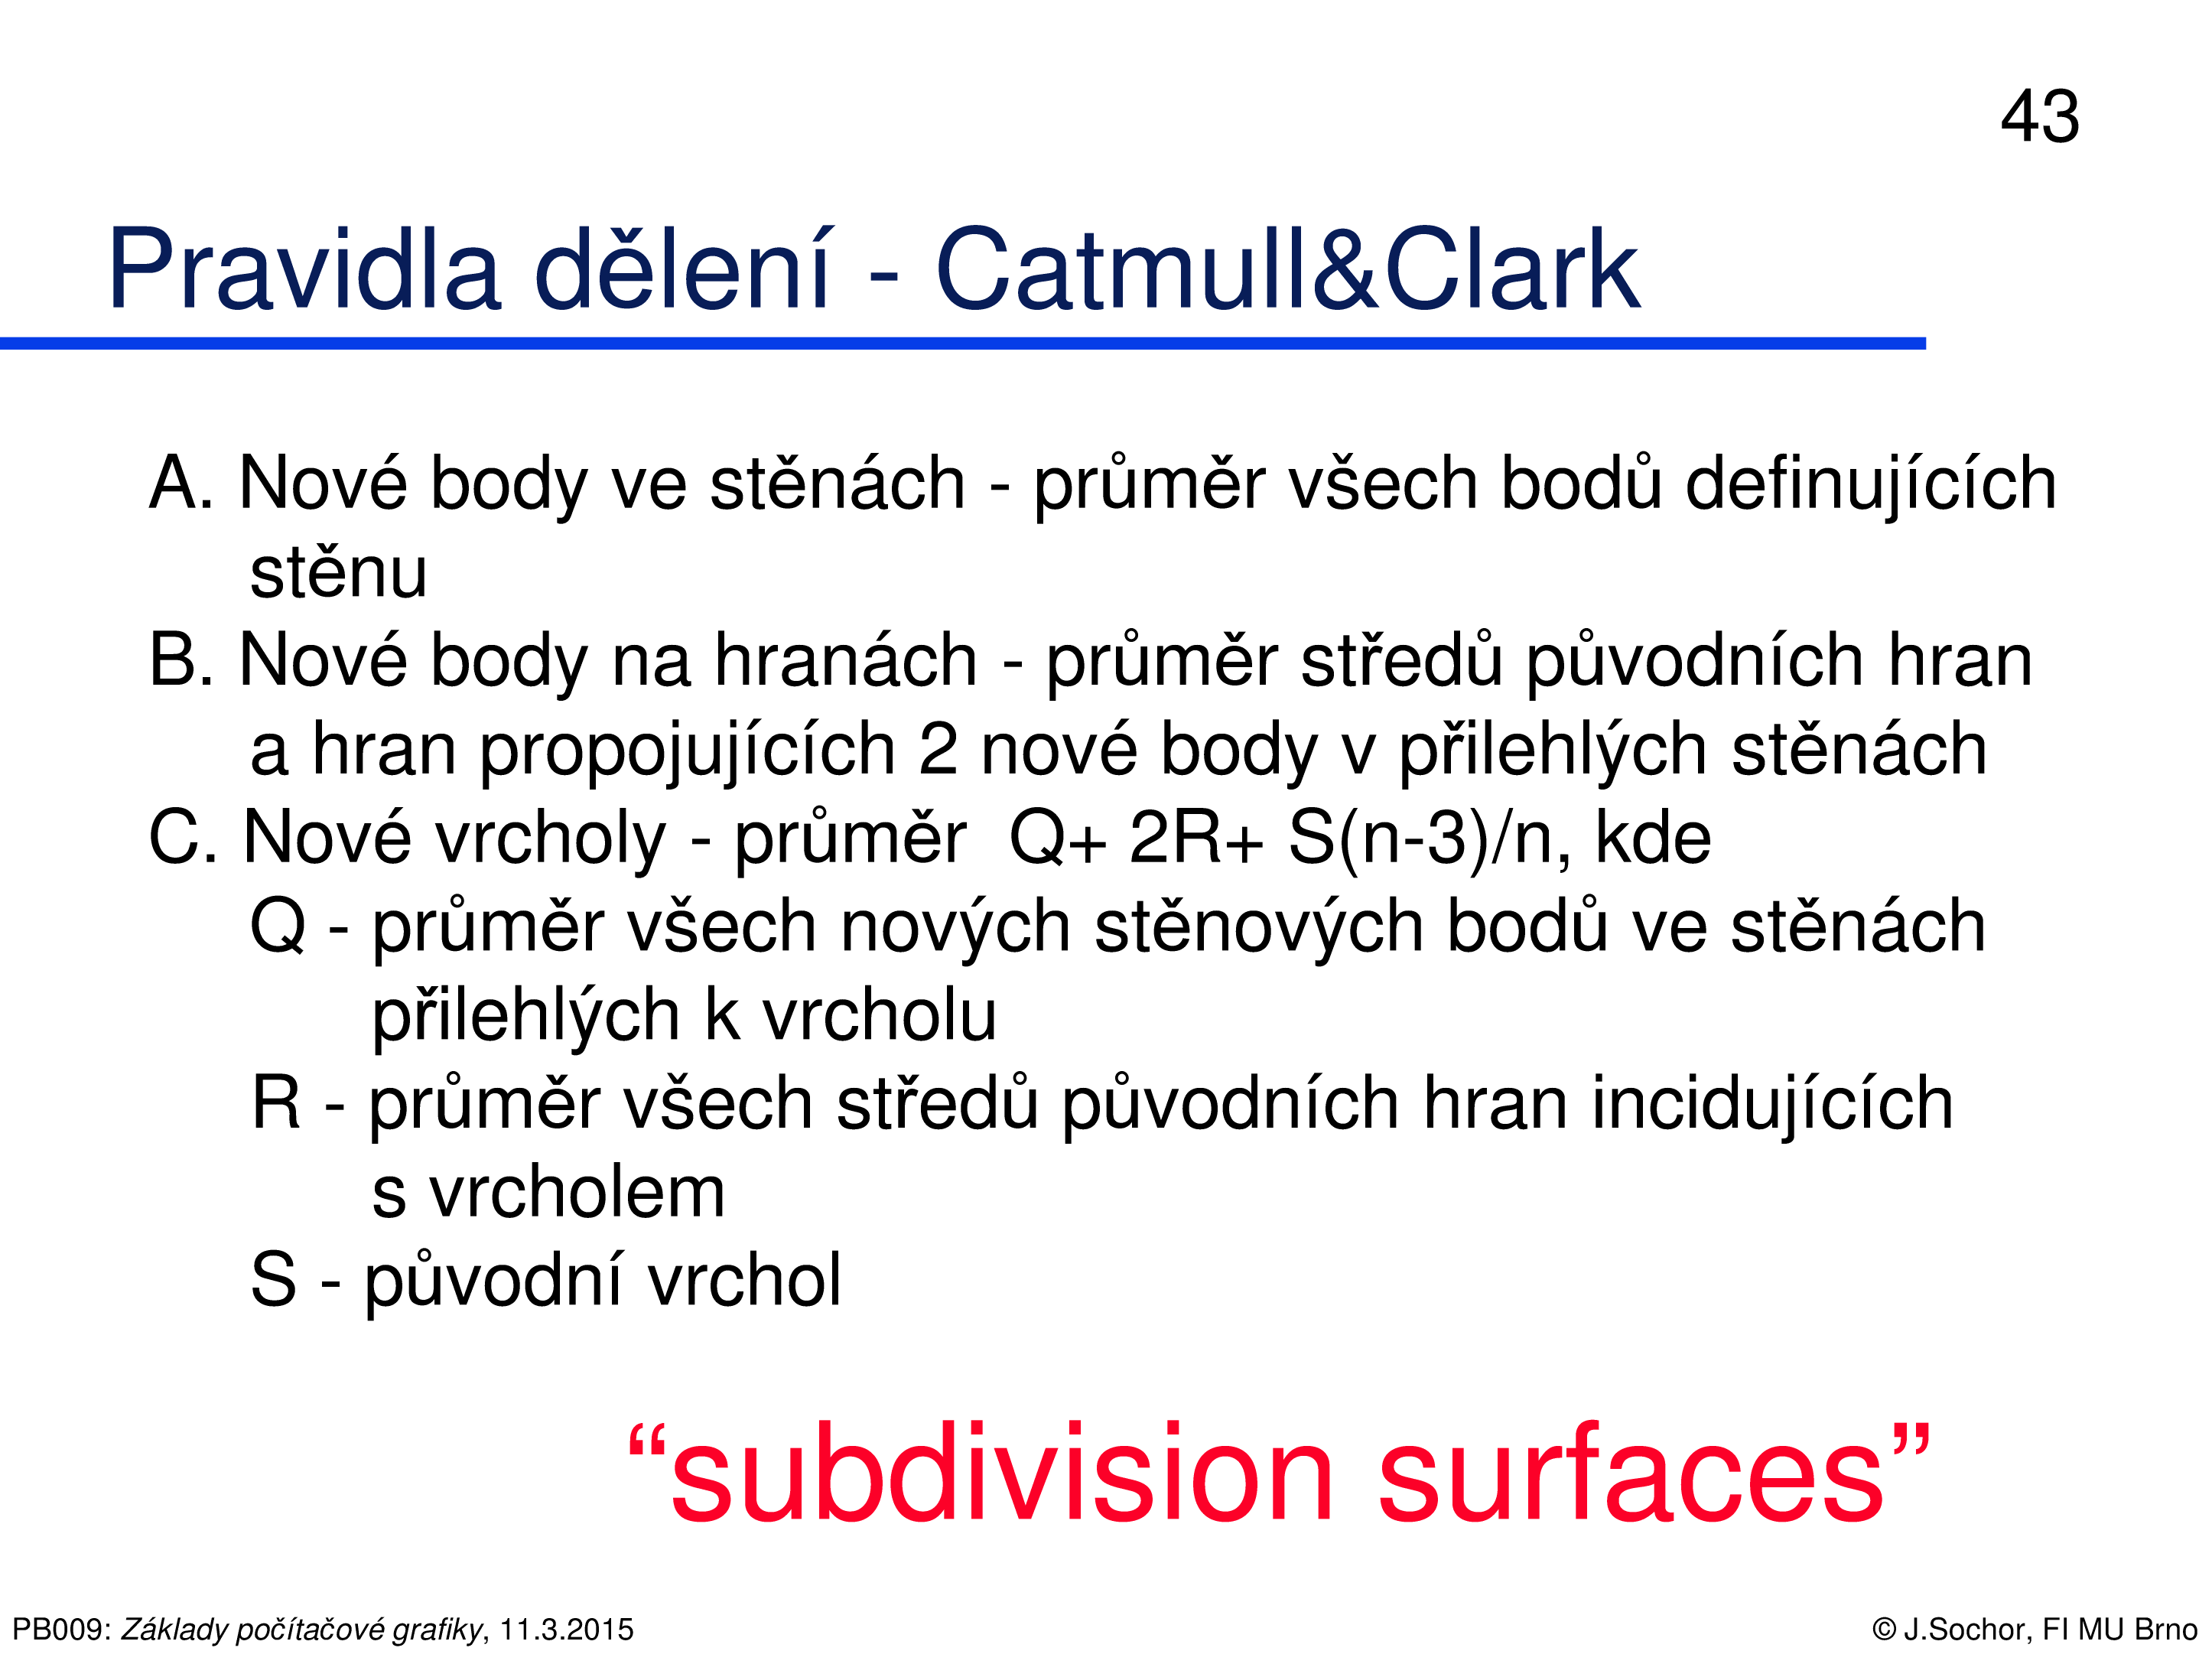 43
Pravidla dělení - Catmull&Clark
A. Nové body ve stěnách - průměr všech bodů definujících
stěnu
B. Nové body na hranách - průměr středů původních hran
a hran propojujících 2 nové body v přilehlých stěnách
C. Nové vrcholy - průměr Q+ 2R+ S(n-3)/n, kde
Q - průměr všech nových stěnových bodů ve stěnách
přilehlých k vrcholu
R - průměr všech středů původních hran incidujících
s vrcholem
S - původní vrchol
“subdivision surfaces”
PB009: Základy počítačové grafiky, 11.3.2015
© J.Sochor, FI MU Brno